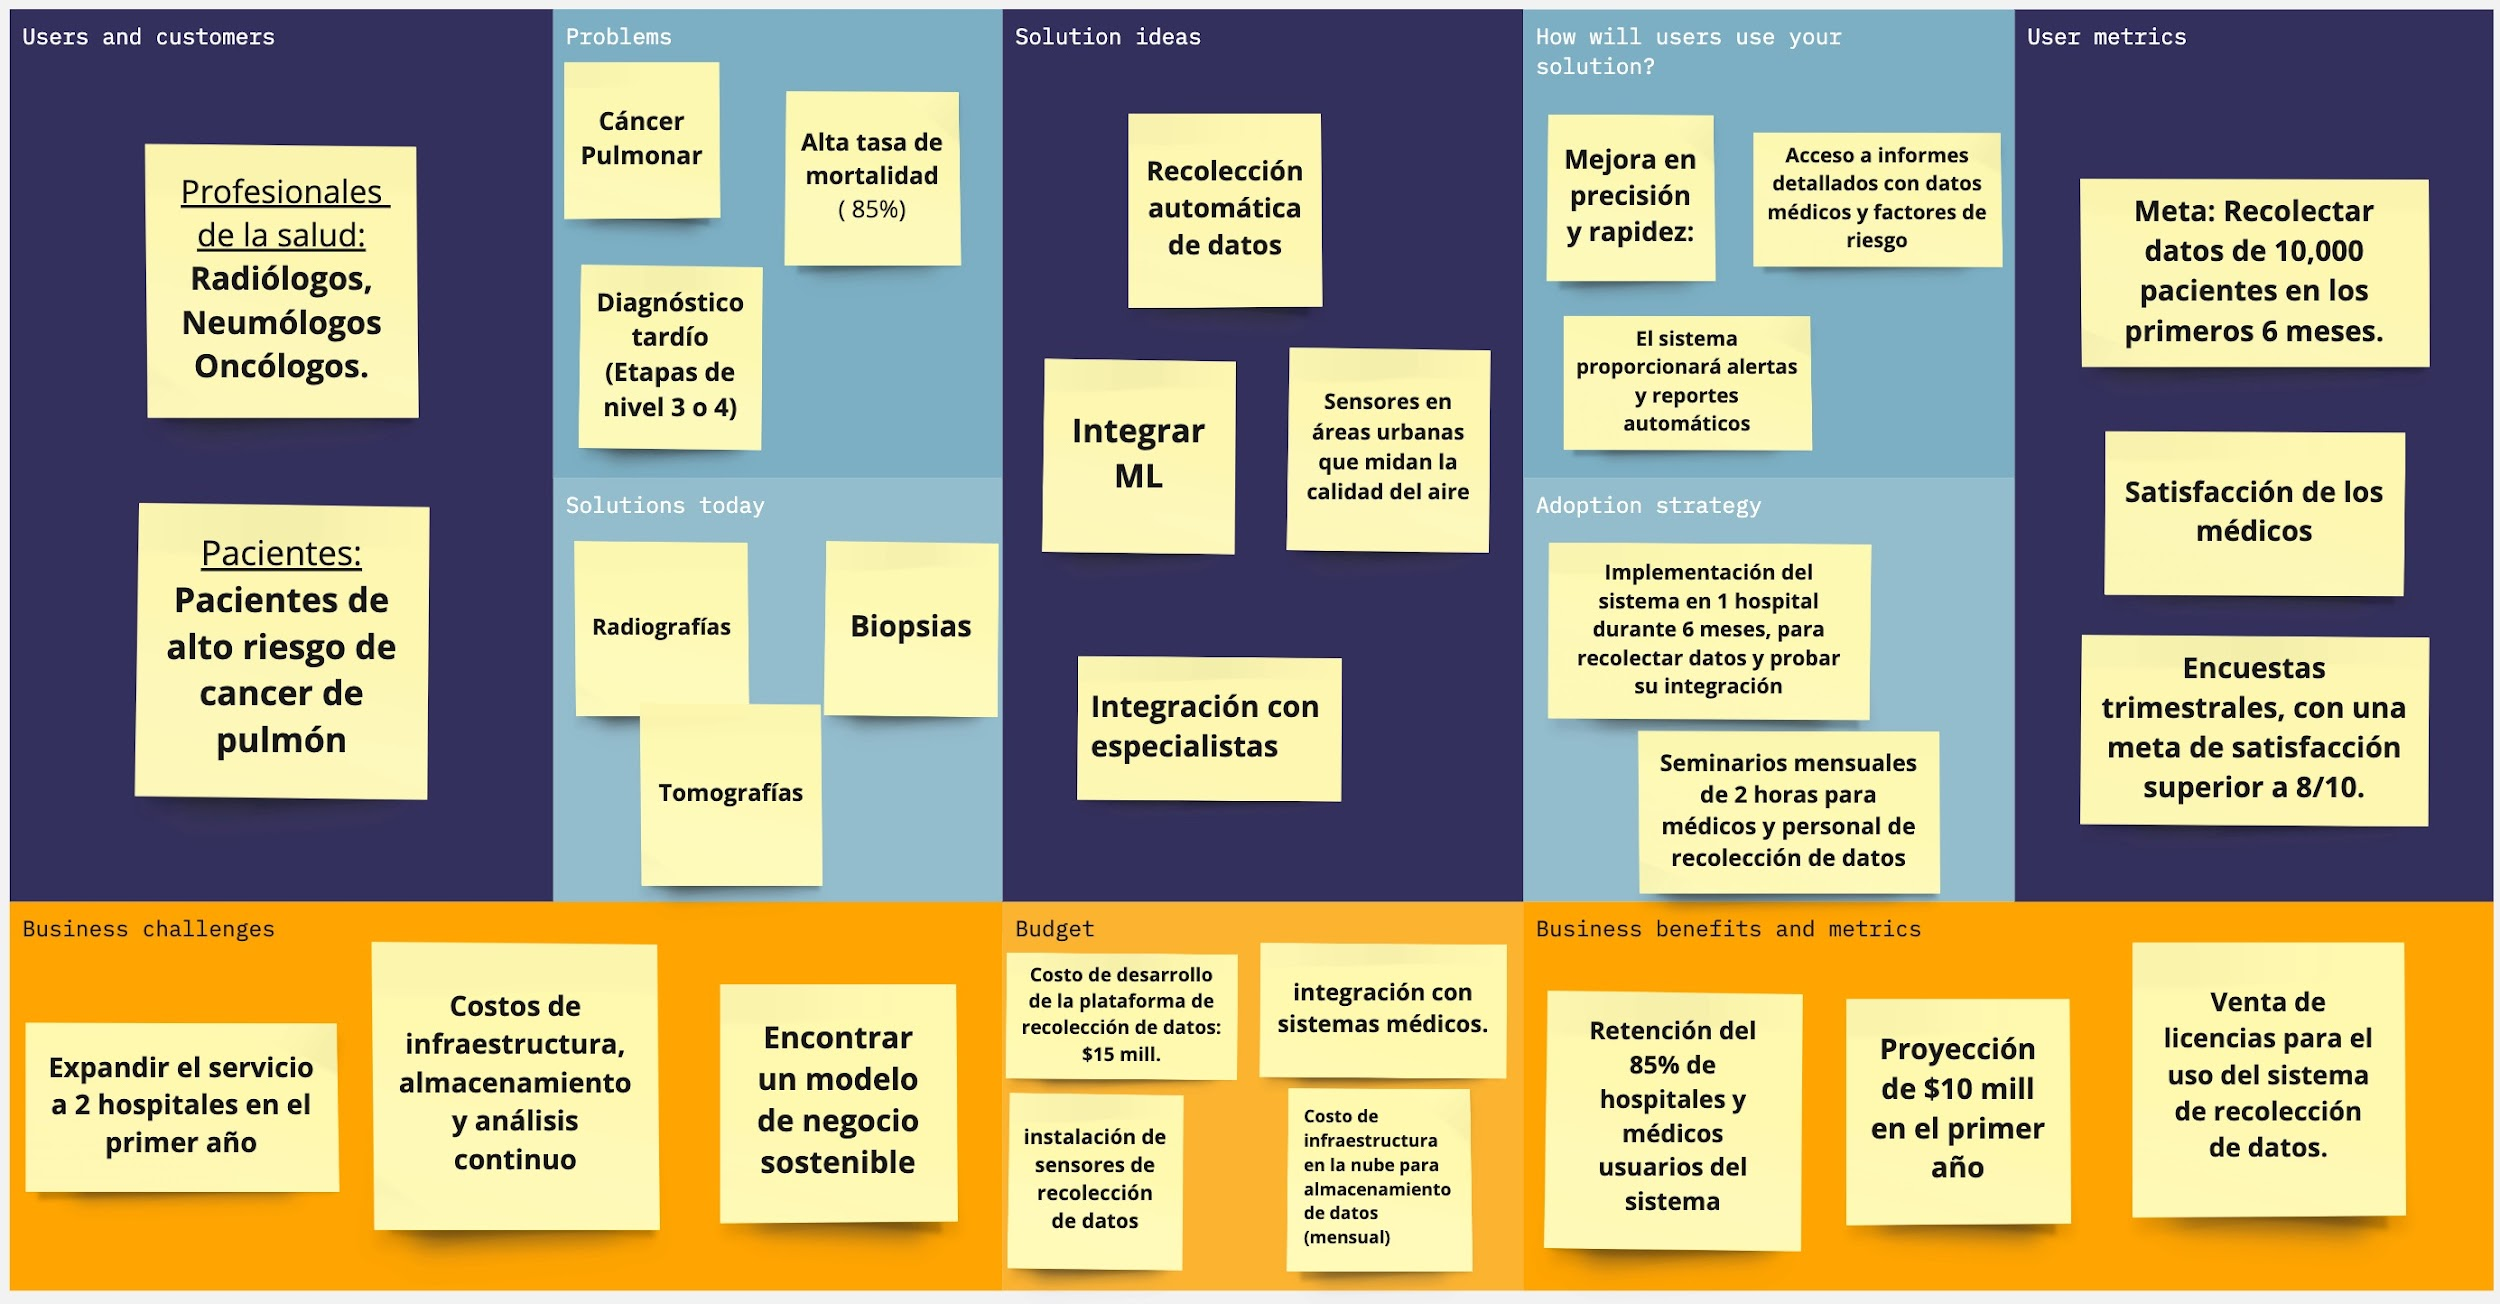 Users and customers
Profesionales
de la salud:
Radiólogos,
Neumólogos
Oncólogos.
Pacientes:
Pacientes de
alto riesgo de
cancer de
pulmón
Problems
Cáncer
Pulmonar
Alta tasa de
mortalidad
( 85%)
Diagnóstico
tardío
(Etapas de
nivel 3 o 4)
Solutions today
Radiografías
Biopsias
Tomografías
Solution ideas
Recolección
automática
de datos
Integrar
ML
Sensores en
áreas urbanas
que midan la
calidad del aire
Integración con
especialistas
How will users use your
solution?
Mejora en
precisión
y rapidez:
Acceso a informes
detallados con datos
médicos y factores de
riesgo
El sistema
proporcionará alertas
y reportes
automáticos
Adoption strategy
Implementación del
sistema en 1 hospital
durante 6 meses, para
recolectar datos y probar
su integración
Seminarios mensuales
de 2 horas para
médicos y personal de
recolección de datos
User metrics
Meta: Recolectar
datos de 10,000
pacientes en los
primeros 6 meses.
Satisfacción de los
médicos
Encuestas
trimestrales, con una
meta de satisfacción
superior a 8/10.
Business challenges
Expandir el servicio
a 2 hospitales en el
primer año
Costos de
infraestructura,
almacenamiento
y análisis
continuo
Encontrar
un modelo
de negocio
sostenible
Budget
Costo de desarrollo
de la plataforma de
recolección de datos:
$15 mill.
integración con
sistemas médicos.
instalación de
sensores de
recolección
de datos
Costo de
infraestructura
en la nube para
almacenamiento
de datos
(mensual)
Business benefits and metrics
Retención del
85% de
hospitales y
médicos
usuarios del
sistema
Proyección
de $10 mill
en el primer
año
Venta de
licencias para el
uso del sistema
de recolección
de datos.